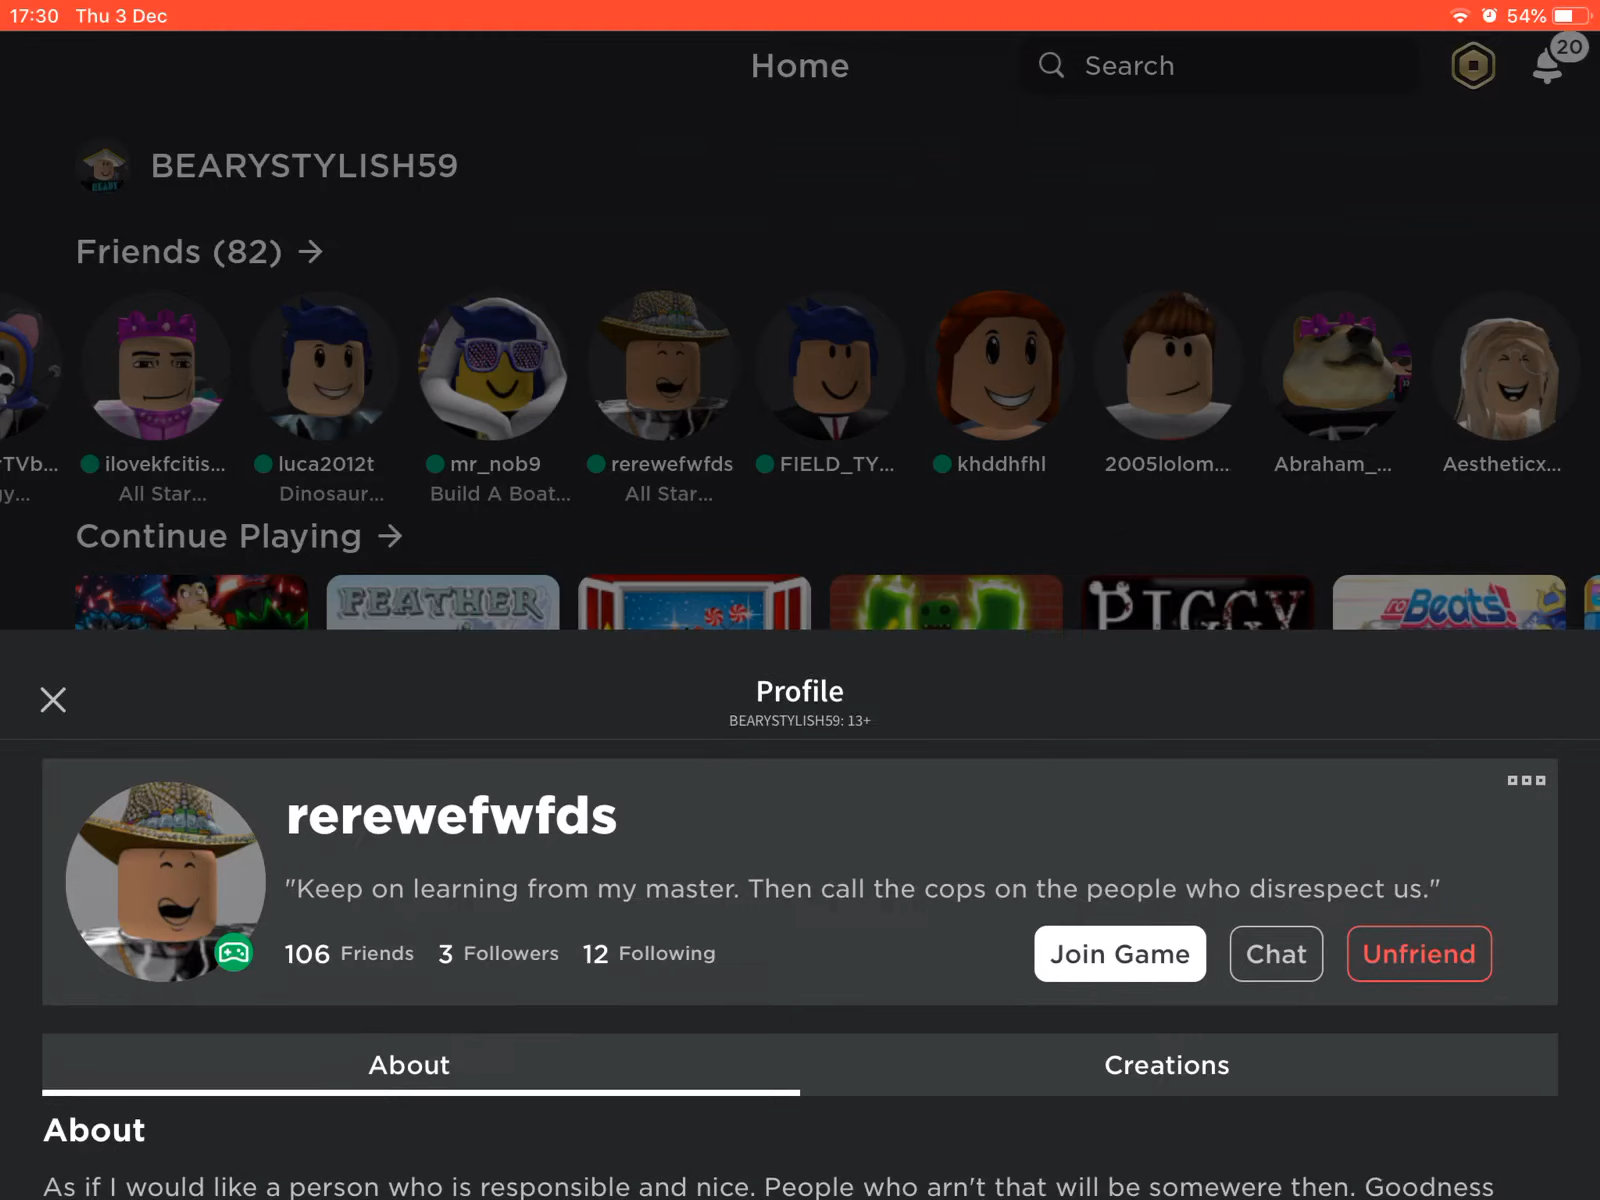 17:30 Thu 3 Dec
54%
Home
Search
20
BEARYSTYLISH59
Friends (82) →
rTVb... ilovekfcitis... luca2012t mr_nob9 rerewefwfds FIELD_TY... khddhfhl 2005lolom... Abraham_... Aestheticx...
y... All Star... Dinosaur... Build A Boat... All Star...
Continue Playing →
FEATHER PIGGY roBeats!
Profile
BEARYSTYLISH59: 13+
rerewefwfds
"Keep on learning from my master. Then call the cops on the people who disrespect us."
106 Friends 3 Followers 12 Following
Join Game Chat Unfriend
About Creations
About
As if I would like a person who is responsible and nice. People who arn't that will be somewere then. Goodness